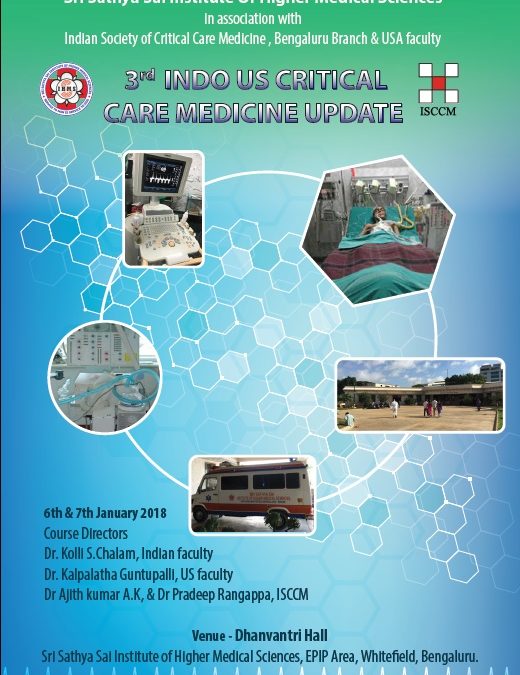 Sri Sathya Sai Institute Of Higher Medical Sciences
in association with
Indian Society of Critical Care Medicine , Bengaluru Branch & USA faculty
3rd INDO US CRITICAL
CARE MEDICINE UPDATE
ISCCM
6th & 7th January 2018
Course Directors
Dr. Kolli S.Chalam, Indian faculty
Dr. Kalpalatha Guntupalli, US faculty
Dr Ajith kumar A.K, & Dr Pradeep Rangappa, ISCCM
Venue - Dhanvantri Hall
Sri Sathya Sai Institute of Higher Medical Sciences, EPIP Area, Whitefield, Bengaluru.